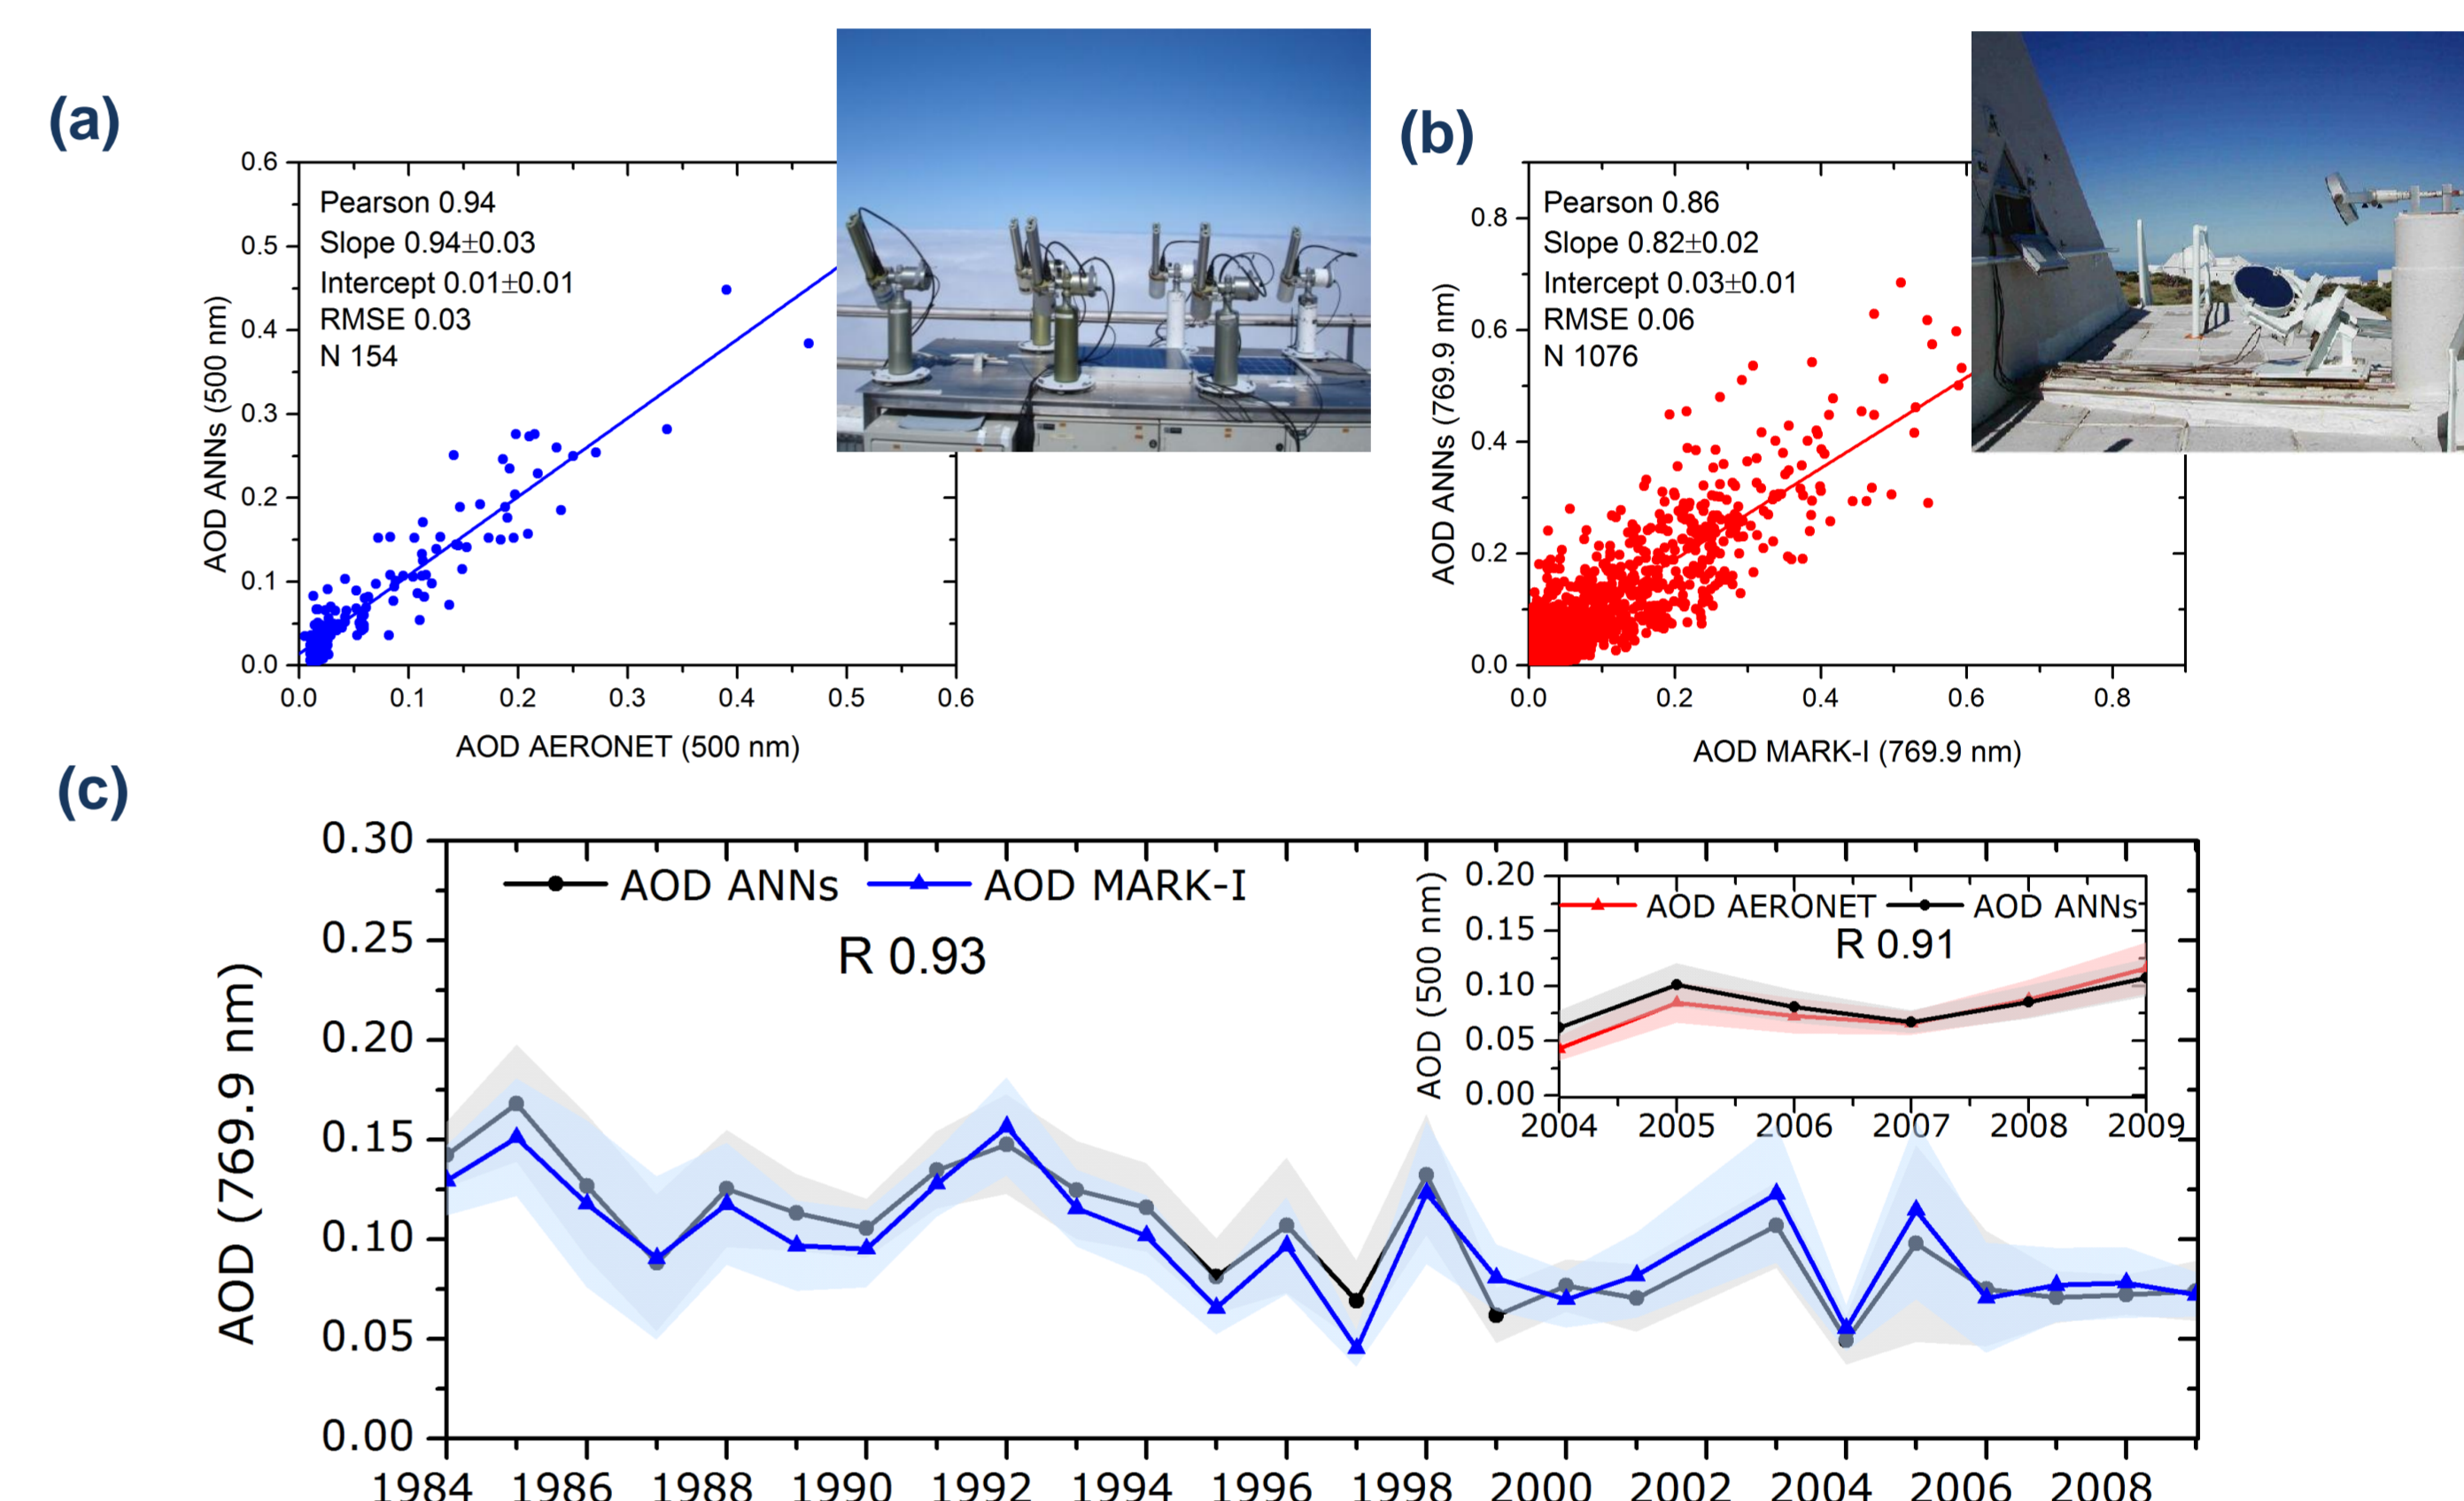 (a)
0.6
0.5
0.4
0.3
0.2
0.1
0.0
AOD ANNs (500 nm)
Pearson 0.94
Slope 0.94±0.03
Intercept 0.01±0.01
RMSE 0.03
N 154
0.0 0.1 0.2 0.3 0.4 0.5 0.6
AOD AERONET (500 nm)
(b)
0.8
0.6
0.4
0.2
0.0
AOD ANNs (769.9 nm)
Pearson 0.86
Slope 0.82±0.02
Intercept 0.03±0.01
RMSE 0.06
N 1076
0.0 0.2 0.4 0.6 0.8
AOD MARK-I (769.9 nm)
(c)
0.30
0.25
0.20
0.15
0.10
0.05
0.00
AOD (769.9 nm)
AOD ANNs AOD MARK-I
R 0.93
0.20
0.15
0.10
0.05
0.00
AOD (500 nm)
AOD AERONET AOD ANNs
R 0.91
2004 2005 2006 2007 2008 2009
1984 1986 1988 1990 1992 1994 1996 1998 2000 2002 2004 2006 2008